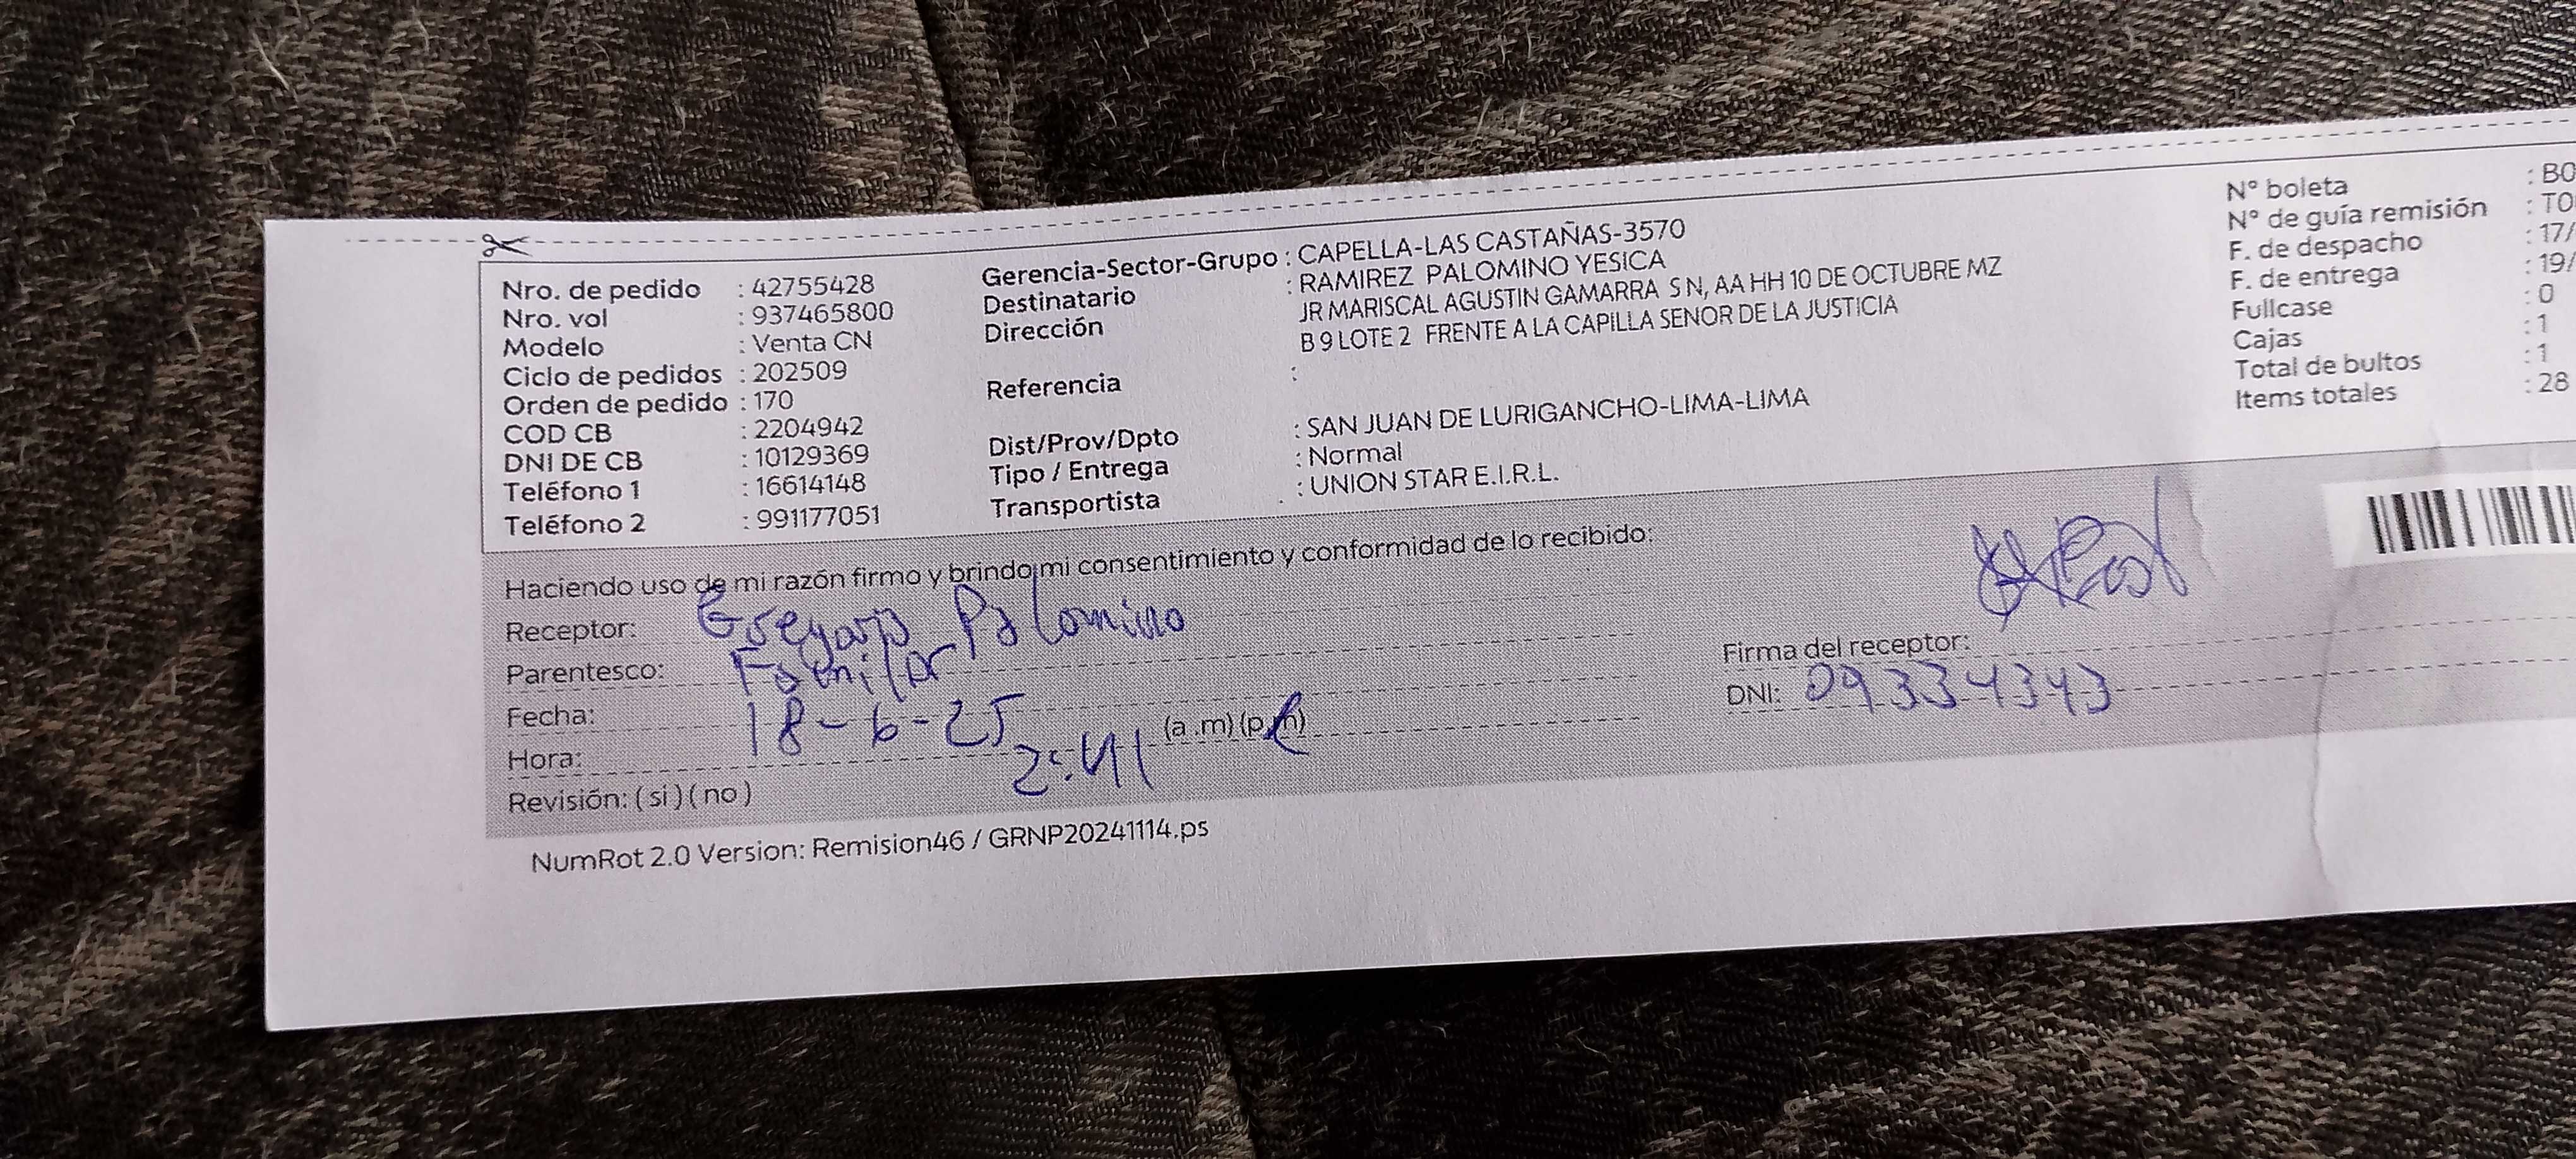 Nro. de pedido : 42755428
Nro. vol : 937465800
Modelo : Venta CN
Ciclo de pedidos : 202509
Orden de pedido : 170
COD CB : 2204942
DNI DE CB : 10129369
Teléfono 1 : 16614148
Teléfono 2 : 991177051
Gerencia-Sector-Grupo : CAPELLA-LAS CASTAÑAS-3570
Destinatario : RAMIREZ PALOMINO YESICA
Dirección JR MARISCAL AGUSTIN GAMARRA S N, AA HH 10 DE OCTUBRE MZ
B 9 LOTE 2 FRENTE A LA CAPILLA SENOR DE LA JUSTICIA
Referencia :
Dist/Prov/Dpto : SAN JUAN DE LURIGANCHO-LIMA-LIMA
Tipo / Entrega : Normal
Transportista : UNION STAR E.I.R.L.
N° boleta : BO
N° de guía remisión : TO
F. de despacho : 17/
F. de entrega : 19/
Fullcase : 0
Cajas : 1
Total de bultos : 1
Items totales : 28
Haciendo uso de mi razón firmo y brindo mi consentimiento y conformidad de lo recibido:
Receptor: Gregorio Palomino
Parentesco: Familiar
Fecha: 18-6-25
Hora: 2:41 (a .m) (p.m)
Revisión: ( si ) ( no )
Firma del receptor:
DNI: 09334343
NumRot 2.0 Version: Remision46 / GRNP20241114.ps